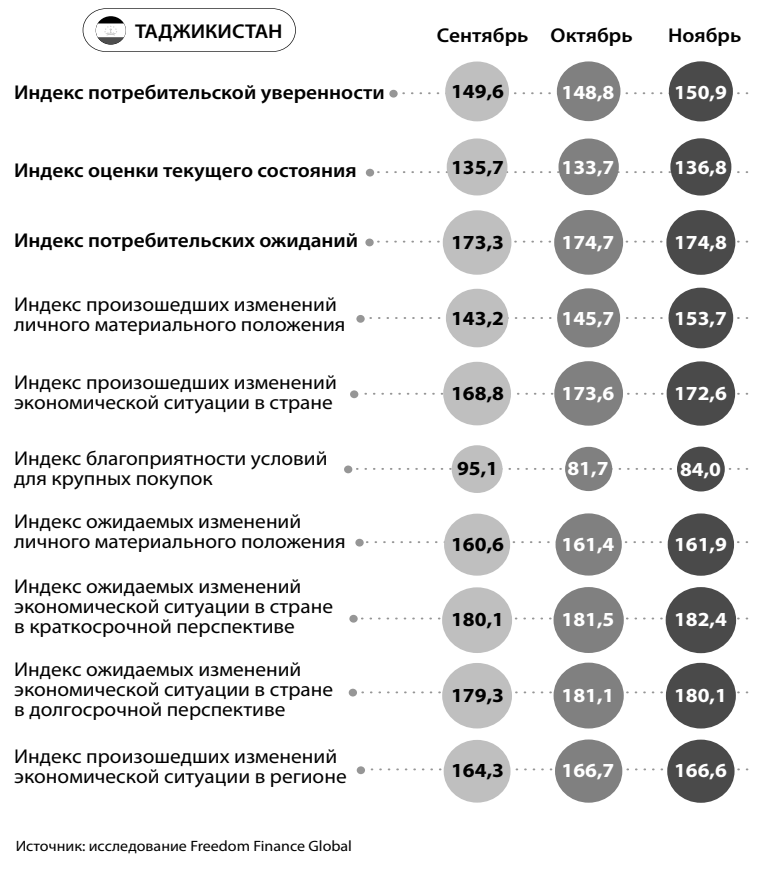 ТАДЖИКИСТАН
Сентябрь Октябрь Ноябрь
Индекс потребительской уверенности 149,6 148,8 150,9
Индекс оценки текущего состояния 135,7 133,7 136,8
Индекс потребительских ожиданий 173,3 174,7 174,8
Индекс произошедших изменений
личного материального положения 143,2 145,7 153,7
Индекс произошедших изменений
экономической ситуации в стране 168,8 173,6 172,6
Индекс благоприятности условий
для крупных покупок 95,1 81,7 84,0
Индекс ожидаемых изменений
личного материального положения 160,6 161,4 161,9
Индекс ожидаемых изменений
экономической ситуации в стране
в краткосрочной перспективе 180,1 181,5 182,4
Индекс ожидаемых изменений
экономической ситуации в стране
в долгосрочной перспективе 179,3 181,1 180,1
Индекс произошедших изменений
экономической ситуации в регионе 164,3 166,7 166,6
Источник: исследование Freedom Finance Global